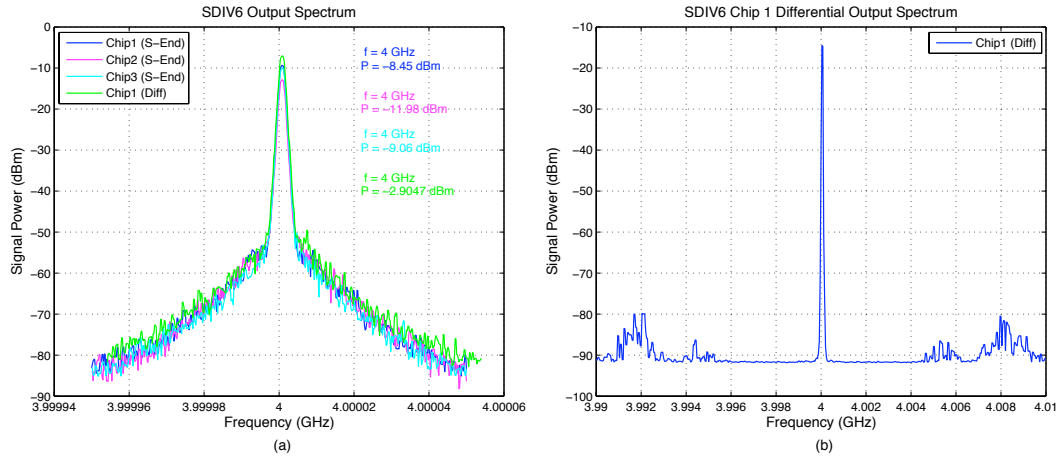 SDIV6 Output Spectrum
0
−10
−20
−30
−40
−50
−60
−70
−80
−90
Signal Power (dBm)
Chip1 (S−End)
Chip2 (S−End)
Chip3 (S−End)
Chip1 (Diff)
f = 4 GHz
P = −8.45 dBm
f = 4 GHz
P = −11.98 dBm
f = 4 GHz
P = −9.06 dBm
f = 4 GHz
P = −2.9047 dBm
3.99994 3.99996 3.99998 4 4.00002 4.00004 4.00006
Frequency (GHz)
(a)
SDIV6 Chip 1 Differential Output Spectrum
−10
−20
−30
−40
−50
−60
−70
−80
−90
−100
Signal Power (dBm)
Chip1 (Diff)
3.99 3.992 3.994 3.996 3.998 4 4.002 4.004 4.006 4.008 4.01
Frequency (GHz)
(b)